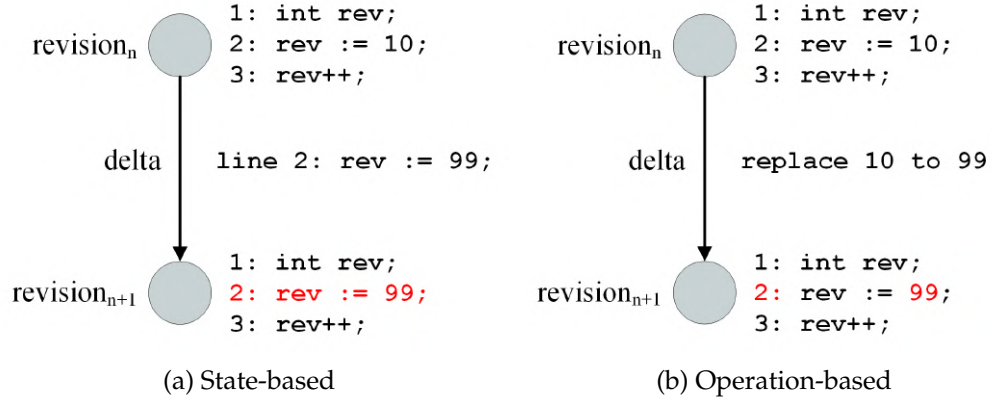 1: int rev;
revisionₙ 2: rev := 10;
3: rev++;
delta line 2: rev := 99;
1: int rev;
revisionₙ₊₁ 2: rev := 99;
3: rev++;
(a) State-based
1: int rev;
revisionₙ 2: rev := 10;
3: rev++;
delta replace 10 to 99
1: int rev;
revisionₙ₊₁ 2: rev := 99;
3: rev++;
(b) Operation-based